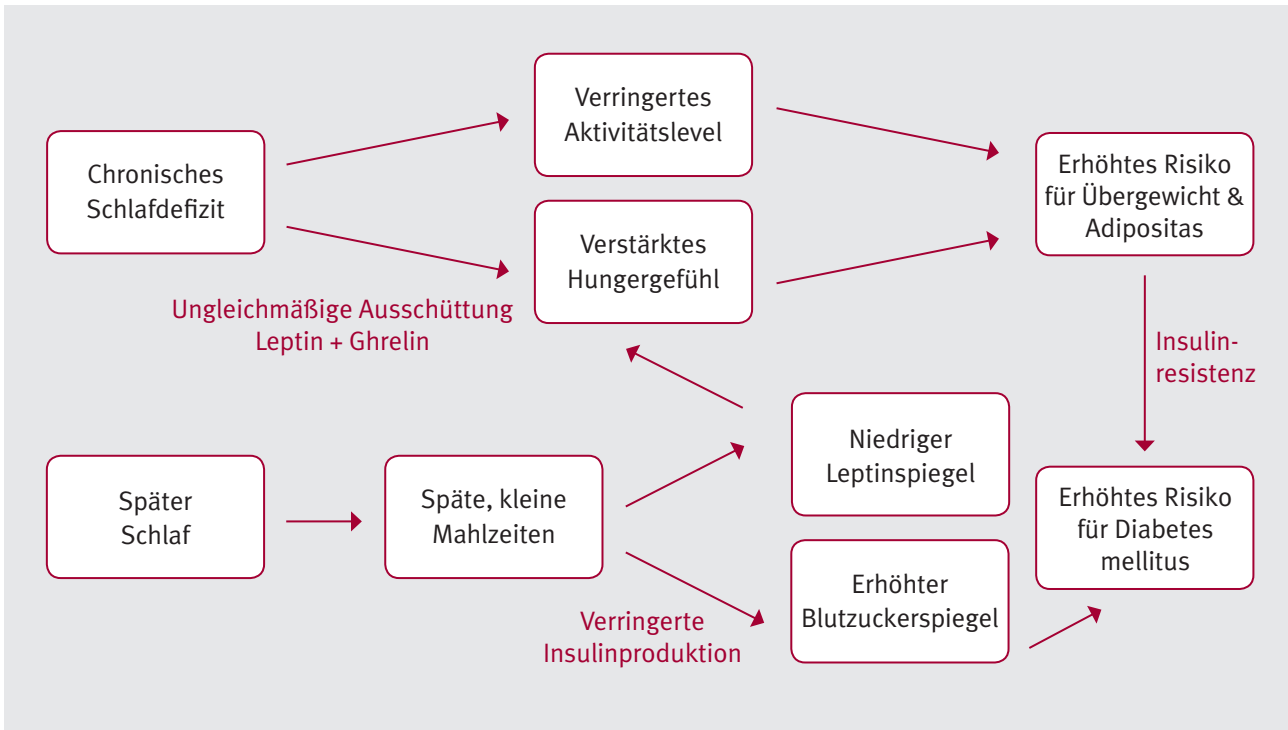 Verringertes
Aktivitätslevel
Chronisches
Schlafdefizit
Erhöhtes Risiko
für Übergewicht &
Adipositas
Verstärktes
Hungergefühl
Ungleichmäßige Ausschüttung
Leptin + Ghrelin
Insulin-
resistenz
Niedriger
Leptinspiegel
Später
Schlaf
Späte, kleine
Mahlzeiten
Erhöhtes Risiko
für Diabetes
mellitus
Erhöhter
Blutzuckerspiegel
Verringerte
Insulinproduktion